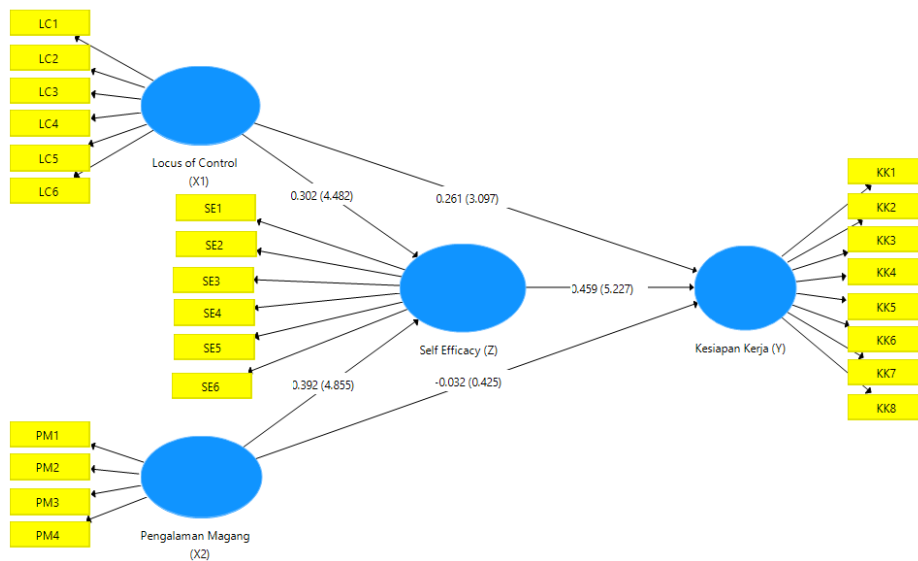 LC1
LC2
LC3
LC4
LC5
LC6
Locus of Control
(X1)
0.302 (4.482)
0.261 (3.097)
SE1
SE2
SE3
SE4
SE5
SE6
Self Efficacy (Z)
0.459 (5.227)
0.392 (4.855)
-0.032 (0.425)
KK1
KK2
KK3
KK4
KK5
KK6
KK7
KK8
Kesiapan Kerja (Y)
PM1
PM2
PM3
PM4
Pengalaman Magang
(X2)